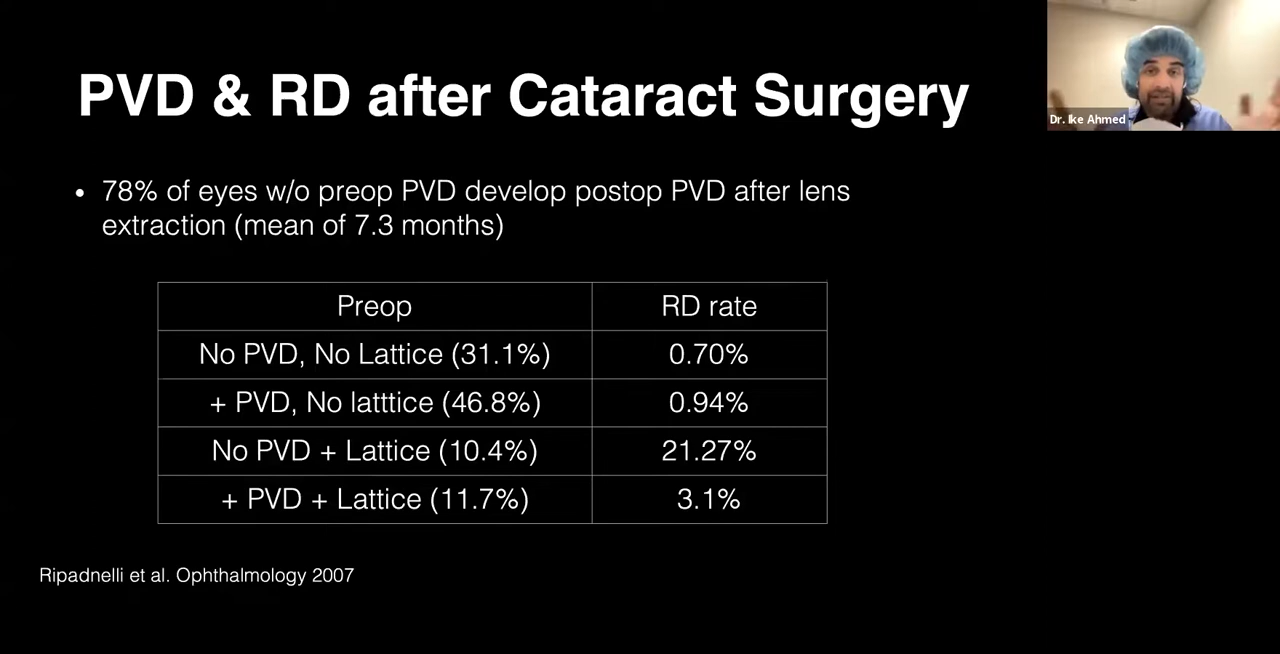 PVD & RD after Cataract Surgery
Dr. Ike Ahmed
• 78% of eyes w/o preop PVD develop postop PVD after lens
extraction (mean of 7.3 months)
Preop RD rate
No PVD, No Lattice (31.1%) 0.70%
+ PVD, No latttice (46.8%) 0.94%
No PVD + Lattice (10.4%) 21.27%
+ PVD + Lattice (11.7%) 3.1%
Ripadnelli et al. Ophthalmology 2007